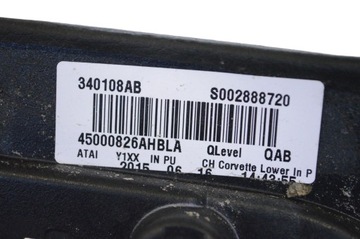 340108AB S002888720
45000826AHBLA QLevel QAB
ATAI Y1XX IN PU CH Corvette Lower In P
2015 06 16 14:43:55